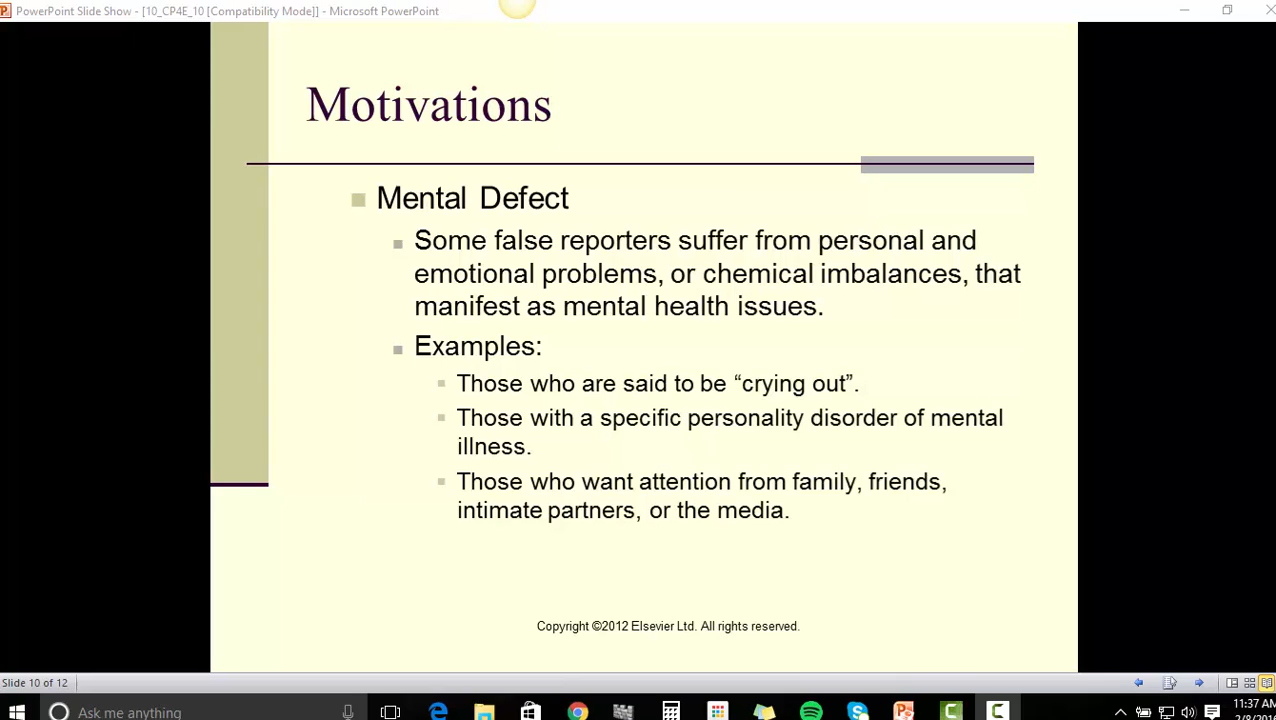 PowerPoint Slide Show - [10_CP4E_10 [Compatibility Mode]] - Microsoft PowerPoint
Motivations
Mental Defect
Some false reporters suffer from personal and
emotional problems, or chemical imbalances, that
manifest as mental health issues.
Examples:
Those who are said to be “crying out”.
Those with a specific personality disorder of mental
illness.
Those who want attention from family, friends,
intimate partners, or the media.
Copyright ©2012 Elsevier Ltd. All rights reserved.
Slide 10 of 12
Ask me anything
11:37 AM